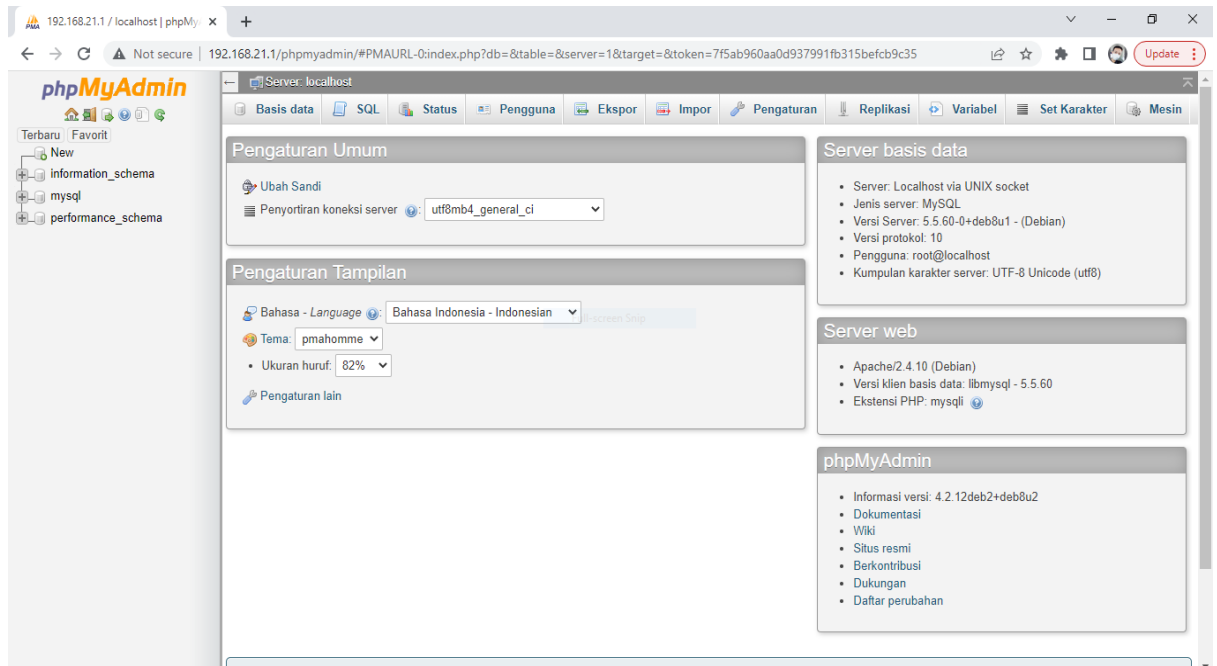 192.168.21.1 / localhost | phpMy
Not secure | 192.168.21.1/phpmyadmin/#PMAURL-0:index.php?db=&table=&server=1&target=&token=7f5ab960aa0d937991fb315befcb9c35
Update
phpMyAdmin
Terbaru Favorit
New
information_schema
mysql
performance_schema
Server: localhost
Basis data SQL Status Pengguna Ekspor Impor Pengaturan Replikasi Variabel Set Karakter Mesin
Pengaturan Umum
Ubah Sandi
Penyortiran koneksi server : utf8mb4_general_ci
Pengaturan Tampilan
Bahasa - Language : Bahasa Indonesia - Indonesian
Tema: pmahomme
• Ukuran huruf: 82%
Pengaturan lain
Server basis data
• Server: Localhost via UNIX socket
• Jenis server: MySQL
• Versi Server: 5.5.60-0+deb8u1 - (Debian)
• Versi protokol: 10
• Pengguna: root@localhost
• Kumpulan karakter server: UTF-8 Unicode (utf8)
Server web
• Apache/2.4.10 (Debian)
• Versi klien basis data: libmysql - 5.5.60
• Ekstensi PHP: mysqli
phpMyAdmin
• Informasi versi: 4.2.12deb2+deb8u2
• Dokumentasi
• Wiki
• Situs resmi
• Berkontribusi
• Dukungan
• Daftar perubahan